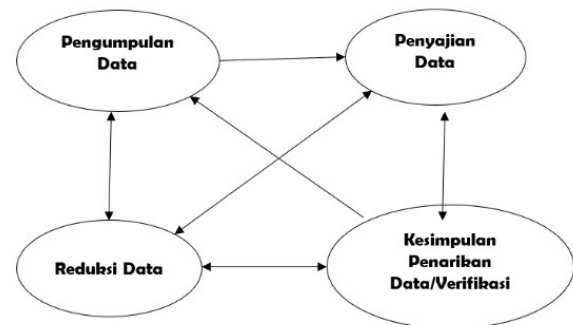 Pengumpulan
Data
Penyajian
Data
Reduksi Data
Kesimpulan
Penarikan
Data/Verifikasi